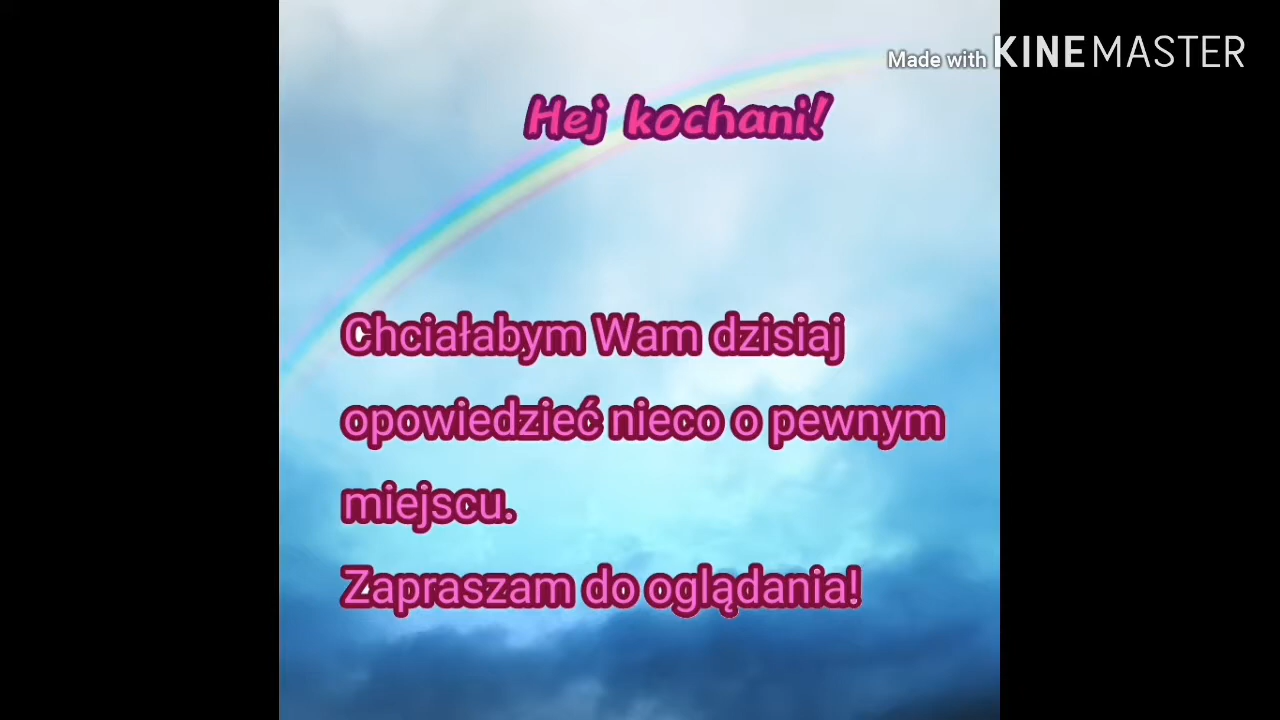 Made with KINEMASTER
Hej kochani!
Chciałabym Wam dzisiaj
opowiedzieć nieco o pewnym
miejscu.
Zapraszam do oglądania!